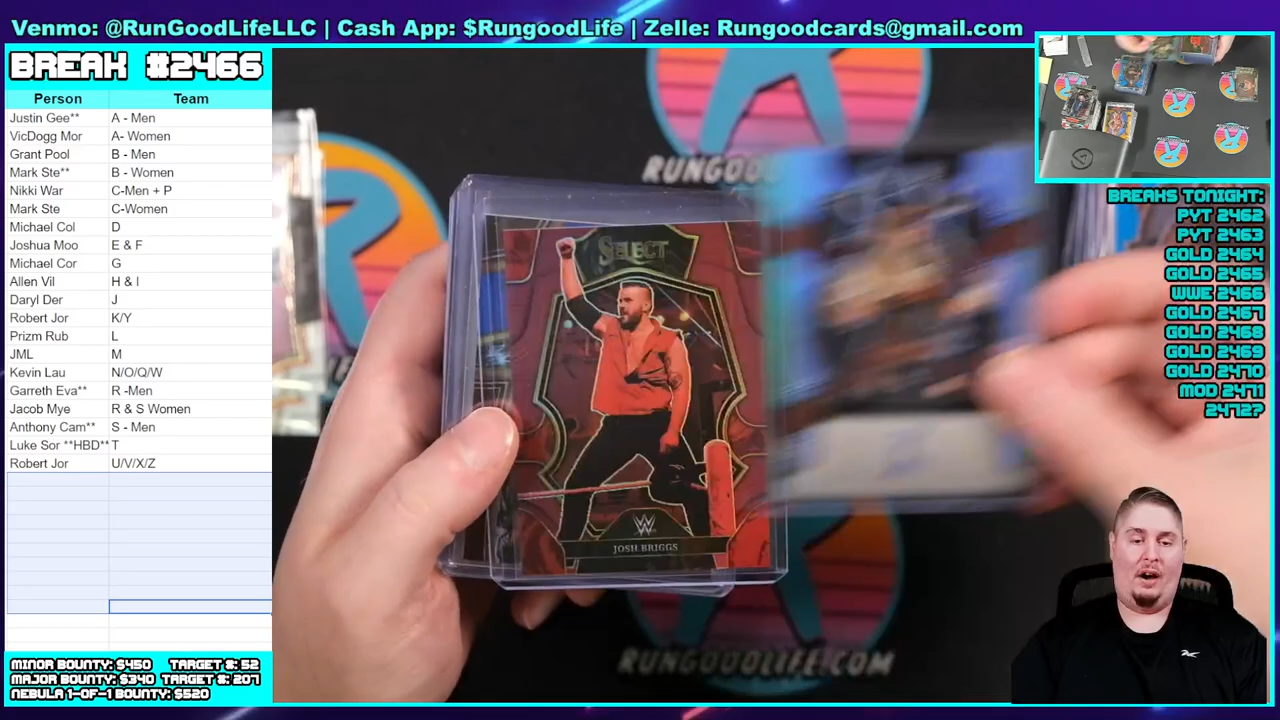 Venmo: @RunGoodLifeLLC | Cash App: $RungoodLife | Zelle: Rungoodcards@gmail.com
BREAK #2466
Person Team
Justin Gee** A - Men
VicDogg Mor A- Women
Grant Pool B - Men
Mark Ste** B - Women
Nikki War C-Men + P
Mark Ste C-Women
Michael Col D
Joshua Moo E & F
Michael Cor G
Allen Vil H & I
Daryl Der J
Robert Jor K/Y
Prizm Rub L
JML M
Kevin Lau N/O/Q/W
Garreth Eva** R -Men
Jacob Mye R & S Women
Anthony Cam** S - Men
Luke Sor **HBD** T
Robert Jor U/V/X/Z
MINOR BOUNTY: $450 TARGET #: 52
MAJOR BOUNTY: $340 TARGET #: 207
NEBULA 1-OF-1 BOUNTY: $520
RUNGOOD
SELECT
W
JOSH BRIGGS
RUNGOODLIFE.COM
BREAKS TONIGHT:
PYT 2462
PYT 2463
GOLD 2464
GOLD 2465
WWE 2466
GOLD 2467
GOLD 2468
GOLD 2469
GOLD 2470
MOD 2471
2472?